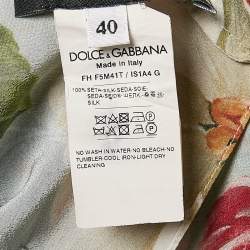 40
DOLCE & GABBANA
Made in Italy
FH F5M41T / IS1A4 G
100% SETA-SILK-SEDA-SOIE
SEIDE-SEDA-
SILK
NO WASH IN WATER-NO BLEACH-NO
TUMBLER-COOL IRON-LIGHT DRY
CLEANING